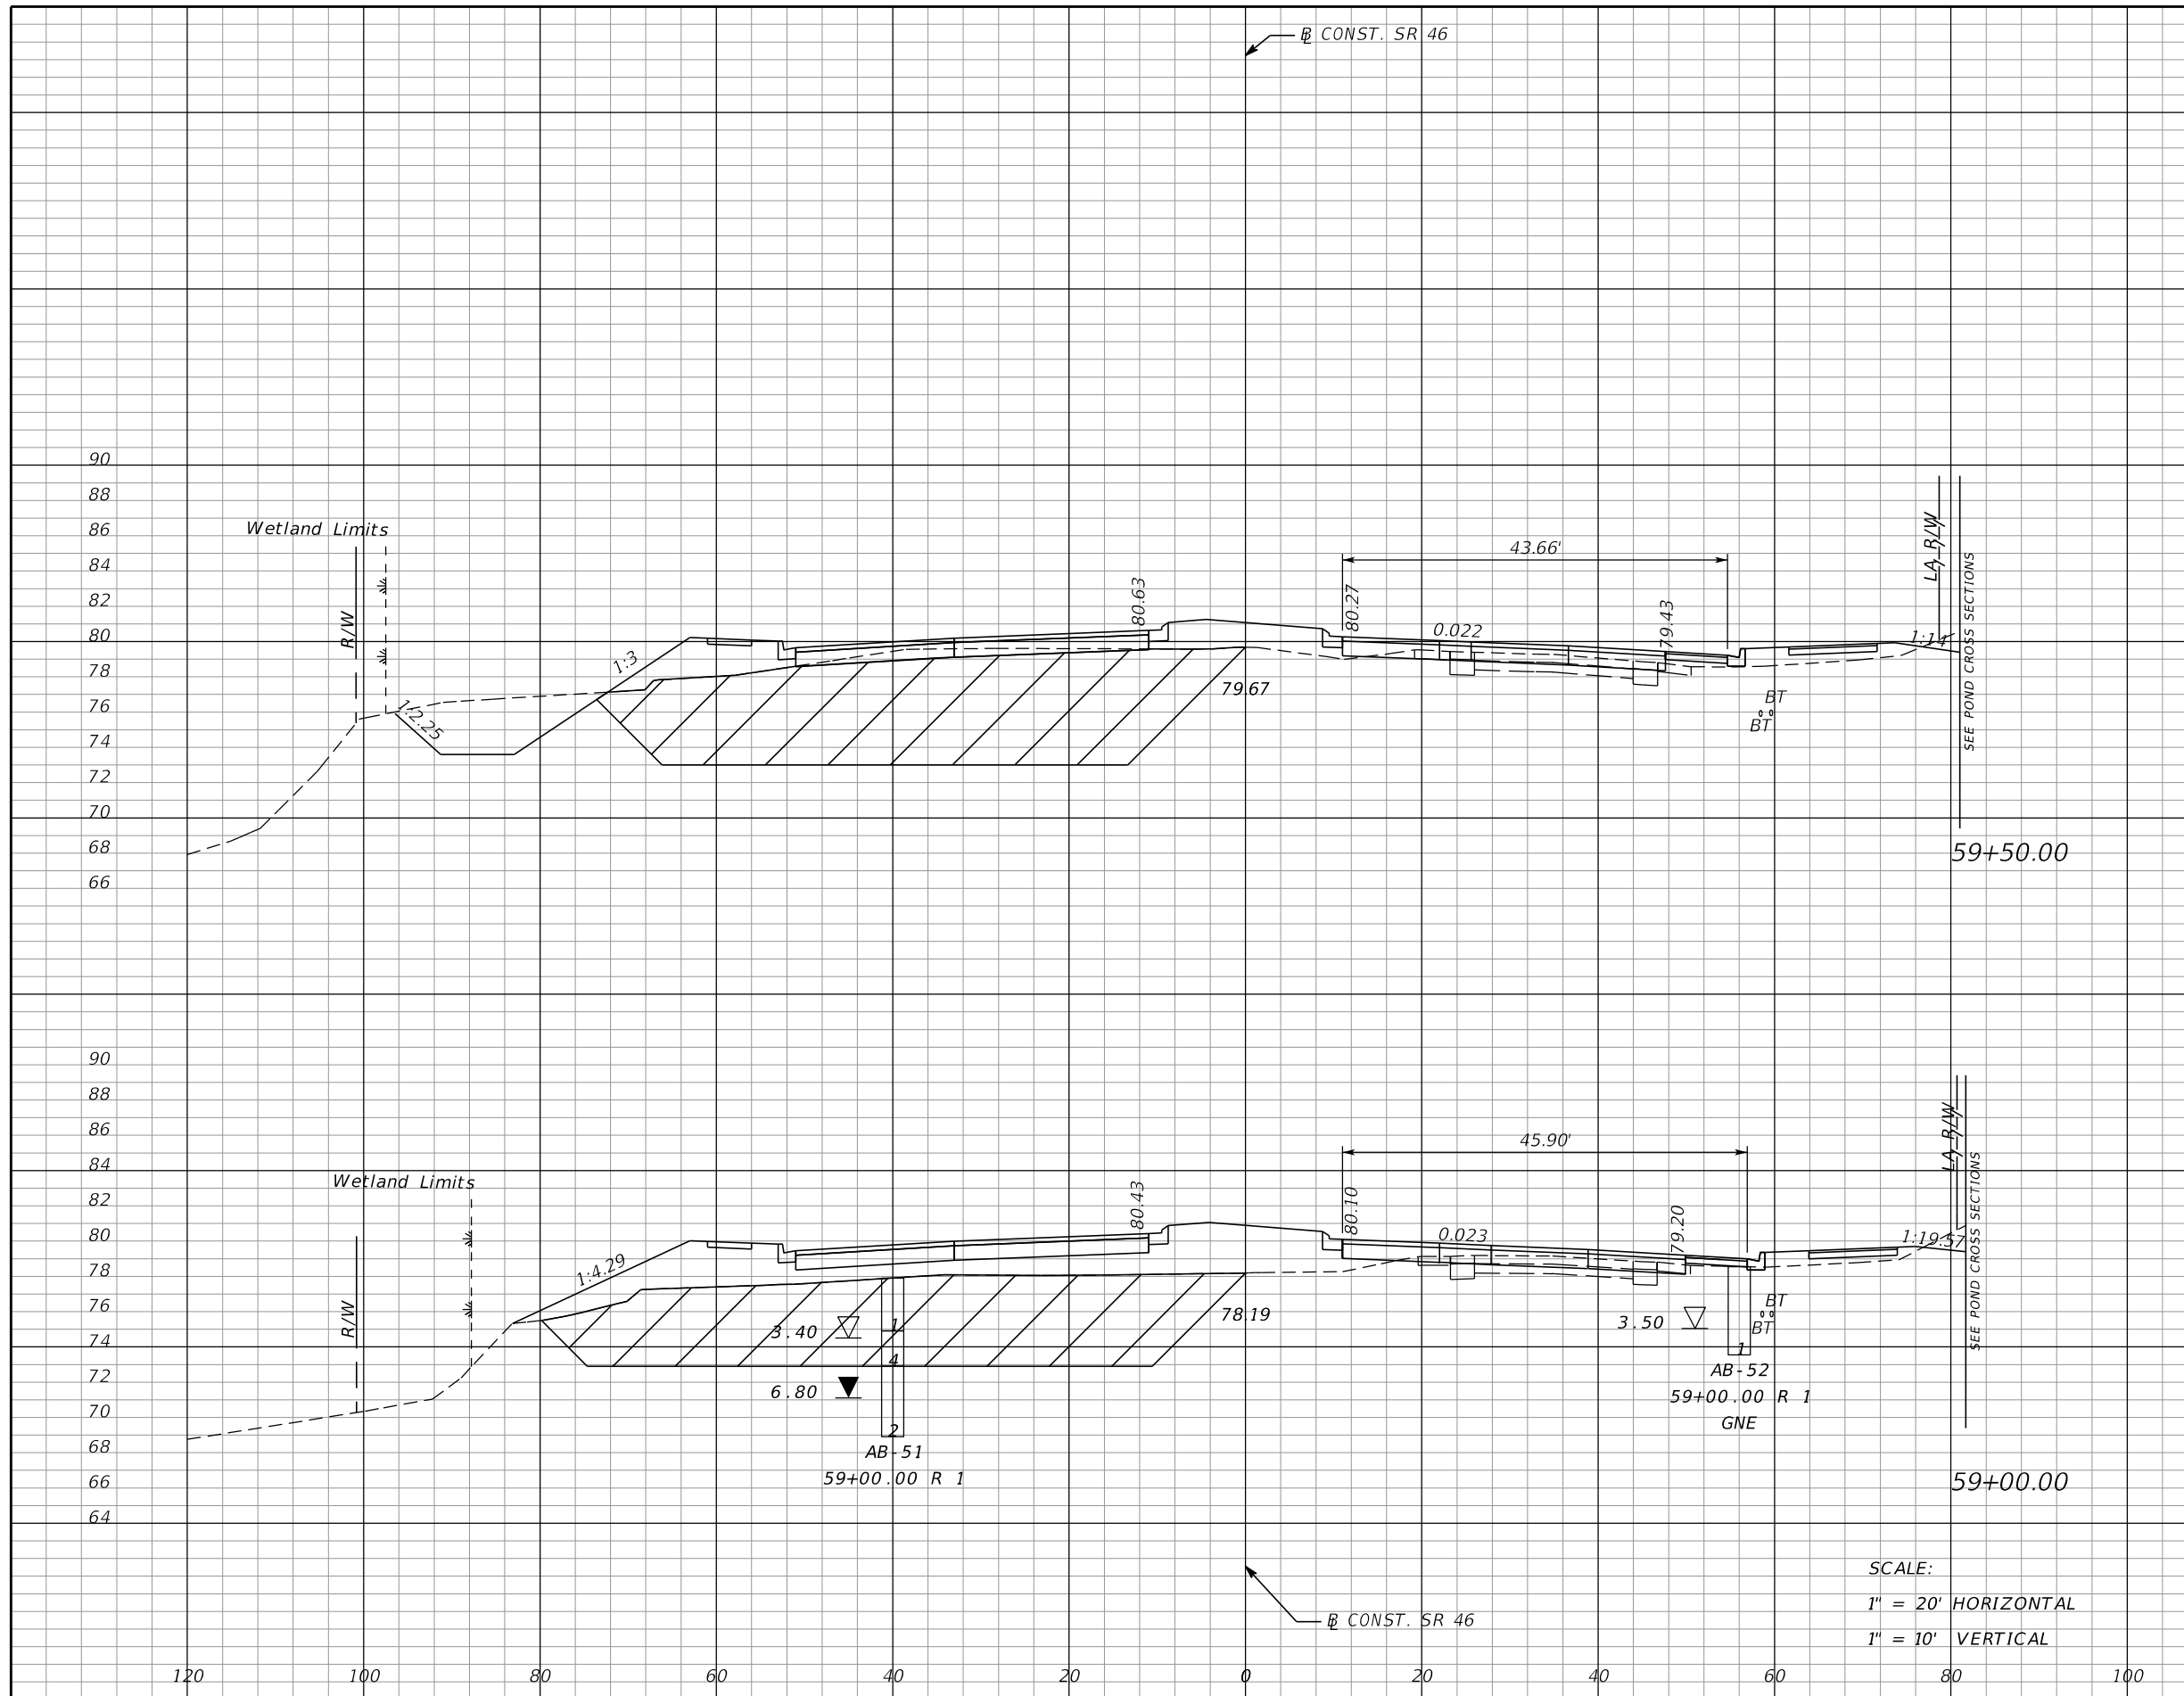 BL CONST. SR 46
90
88
86
84
82
80
78
76
74
72
70
68
66
Wetland Limits
R/W
1:2.25
1:3
80.63
79.67
80.27
43.66'
0.022
79.43
BT
BT
LA R/W
1:14
SEE POND CROSS SECTIONS
59+50.00
90
88
86
84
82
80
78
76
74
72
70
68
66
64
Wetland Limits
R/W
1:4.29
80.43
78.19
80.10
45.90'
0.023
79.20
3.40
6.80
1
4
2
AB-51
59+00.00 R 1
3.50
1
AB-52
59+00.00 R 1
GNE
BT
BT
LA R/W
1:19.57
SEE POND CROSS SECTIONS
59+00.00
BL CONST. SR 46
SCALE:
1" = 20' HORIZONTAL
1" = 10' VERTICAL
120 100 80 60 40 20 0 20 40 60 80 100